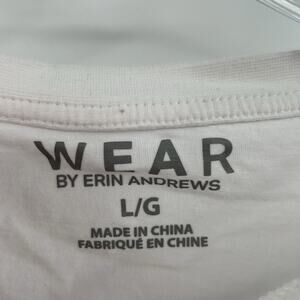 WEAR
BY ERIN ANDREWS
L/G
MADE IN CHINA
FABRIQUÉ EN CHINE